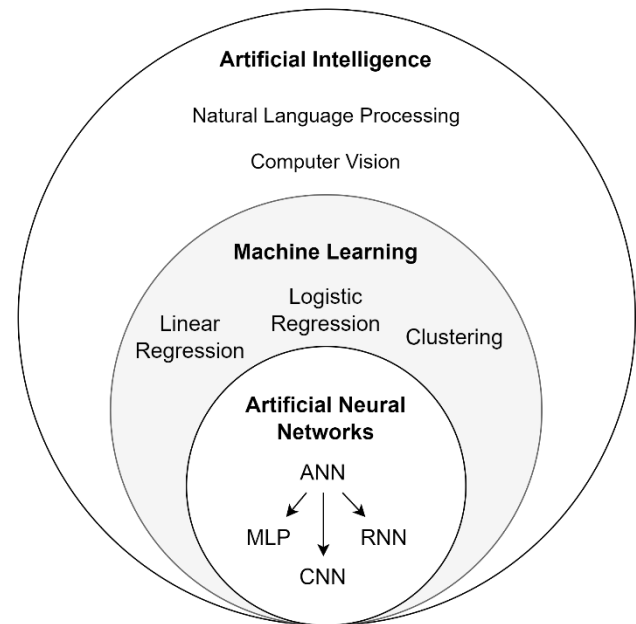 Artificial Intelligence
Natural Language Processing
Computer Vision
Machine Learning
Linear
Regression
Logistic
Regression
Clustering
Artificial Neural
Networks
ANN
MLP
RNN
CNN